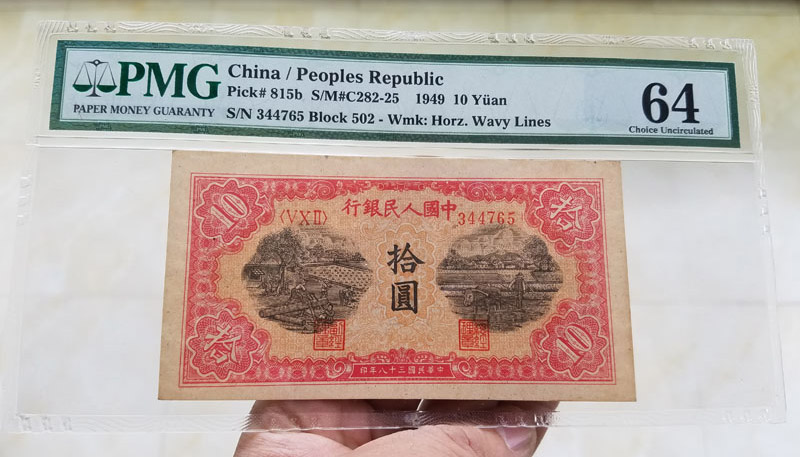 PMG
PAPER MONEY GUARANTY
China / Peoples Republic
Pick# 815b S/M#C282-25 1949 10 Yüan
S/N 344765 Block 502 - Wmk: Horz. Wavy Lines
64
Choice Uncirculated
行銀民人國中
10
拾
〈VXII〉
344765
拾圓
拾
10
印年八十三國民華中